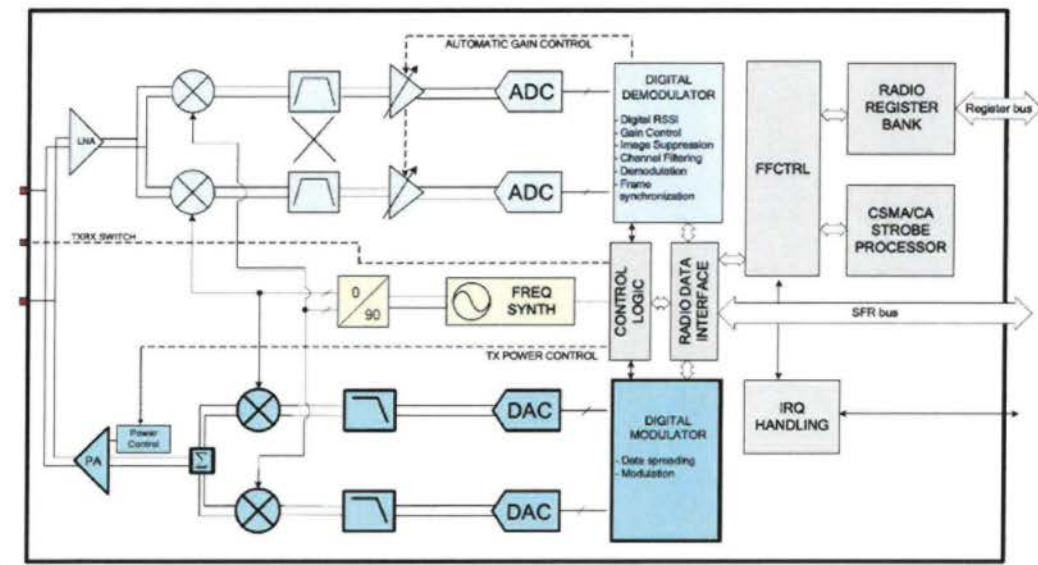 AUTOMATIC GAIN CONTROL
LNA
ADC
ADC
DIGITAL
DEMODULATOR
- Digital RSSI
- Gain Control
- Image Suppression
- Channel Filtering
- Demodulation
- Frame
synchronization
FFCTRL
RADIO
REGISTER
BANK
Register bus
CSMA/CA
STROBE
PROCESSOR
TXRX SWITCH
0
90
FREQ
SYNTH
CONTROL
LOGIC
RADIO DATA
INTERFACE
SFR bus
TX POWER CONTROL
Power
Control
PA
Σ
DAC
DAC
DIGITAL
MODULATOR
- Data spreading
- Modulation
IRQ
HANDLING